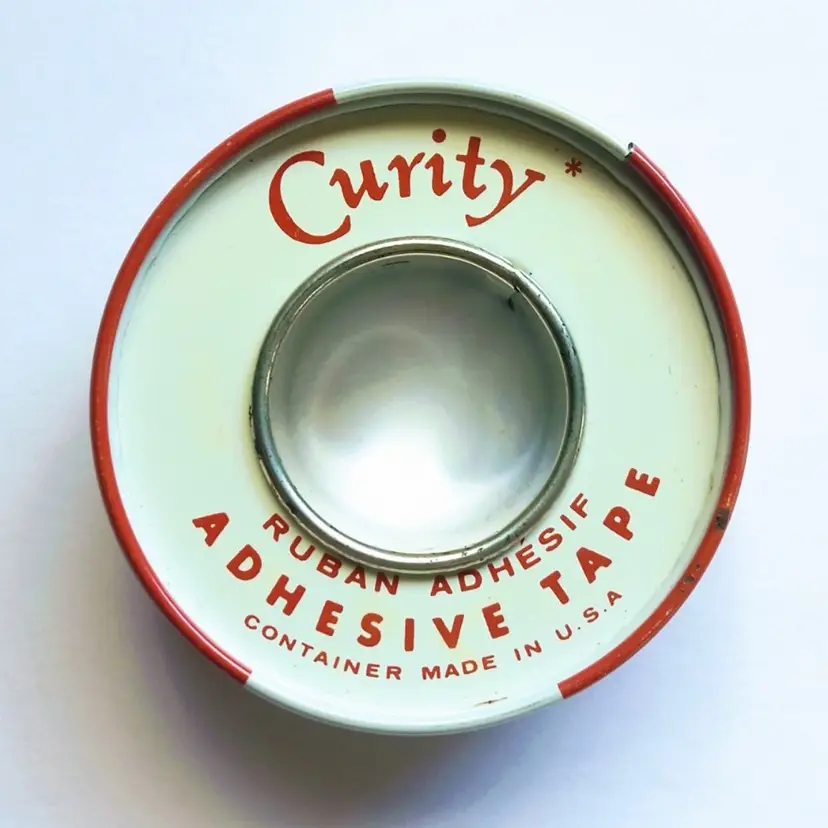 Curity *
RUBAN ADHÉSIF
ADHESIVE TAPE
CONTAINER MADE IN U.S.A